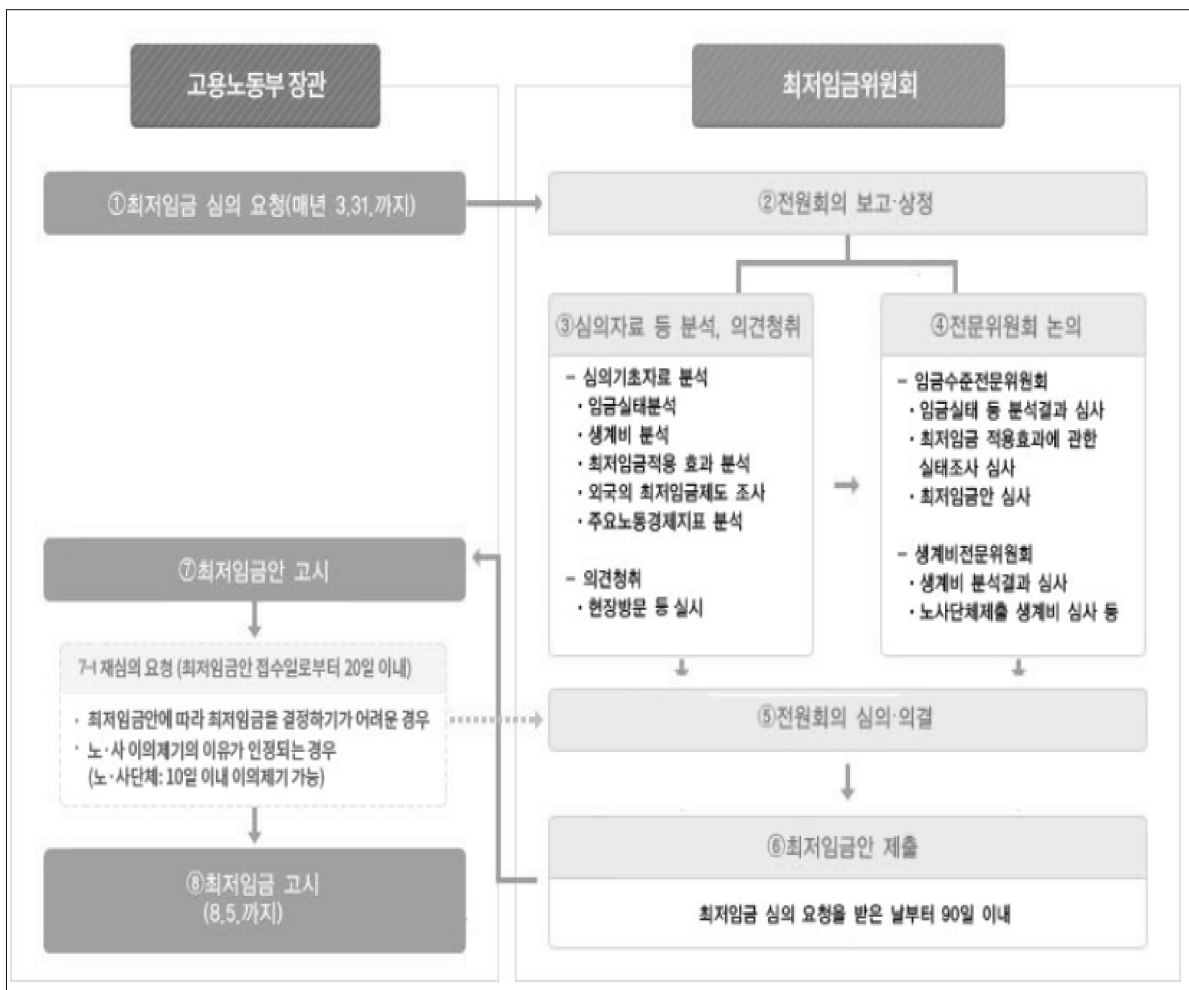 고용노동부 장관
최저임금위원회
①최저임금 심의 요청(매년 3.31.까지)
②전원회의 보고·상정
③심의자료 등 분석, 의견청취
- 심의기초자료 분석
· 임금실태분석
· 생계비 분석
· 최저임금적용 효과 분석
· 외국의 최저임금제도 조사
· 주요노동경제지표 분석
- 의견청취
· 현장방문 등 실시
④전문위원회 논의
- 임금수준전문위원회
· 임금실태 등 분석결과 심사
· 최저임금 적용효과에 관한
실태조사 심사
· 최저임금안 심사
- 생계비전문위원회
· 생계비 분석결과 심사
· 노사단체제출 생계비 심사 등
⑤전원회의 심의·의결
⑥최저임금안 제출
최저임금 심의 요청을 받은 날부터 90일 이내
⑦최저임금안 고시
7-1 재심의 요청 (최저임금안 접수일로부터 20일 이내)
· 최저임금안에 따라 최저임금을 결정하기가 어려운 경우
· 노·사 이의제기의 이유가 인정되는 경우
(노·사단체: 10일 이내 이의제기 가능)
⑧최저임금 고시
(8.5.까지)